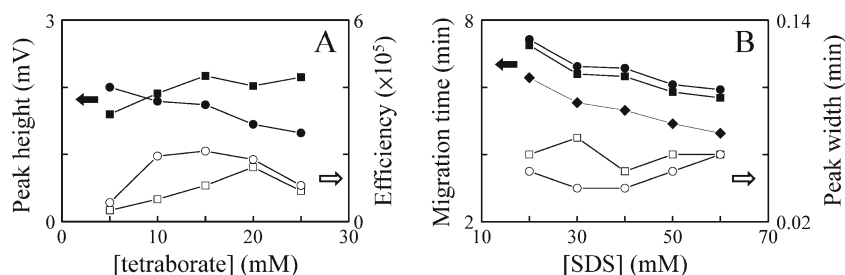 3
6
A
Peak height (mV)
Efficiency (×10⁵)
0
0
0
10
20
30
[tetraborate] (mM)
8
0.14
B
Migration time (min)
Peak width (min)
2
0.02
10
30
50
70
[SDS] (mM)